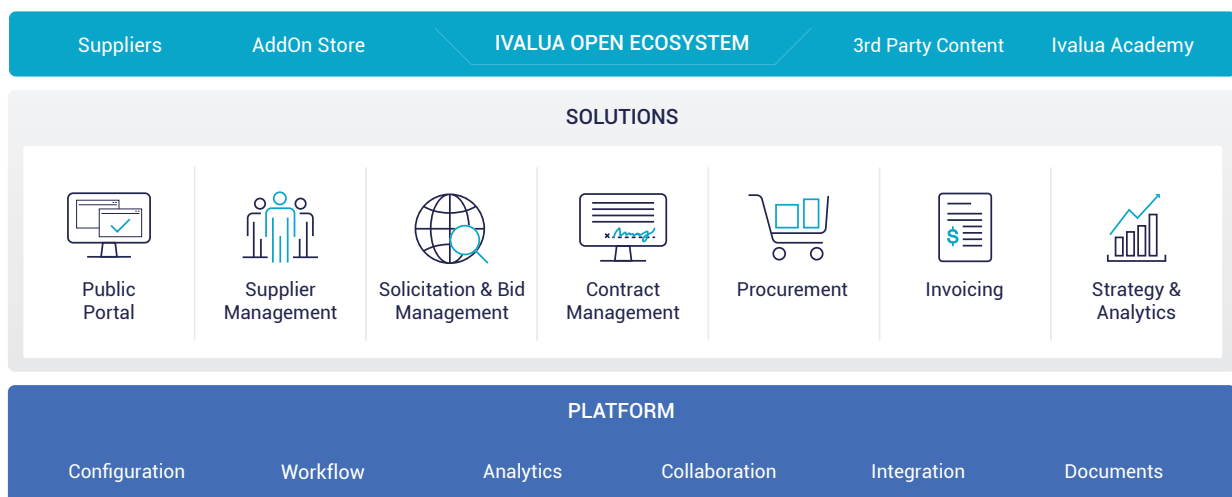 Suppliers AddOn Store IVALUA OPEN ECOSYSTEM 3rd Party Content Ivalua Academy
SOLUTIONS
Public
Portal
Supplier
Management
Solicitation & Bid
Management
Contract
Management
Procurement
Invoicing
$
Strategy &
Analytics
PLATFORM
Configuration Workflow Analytics Collaboration Integration Documents